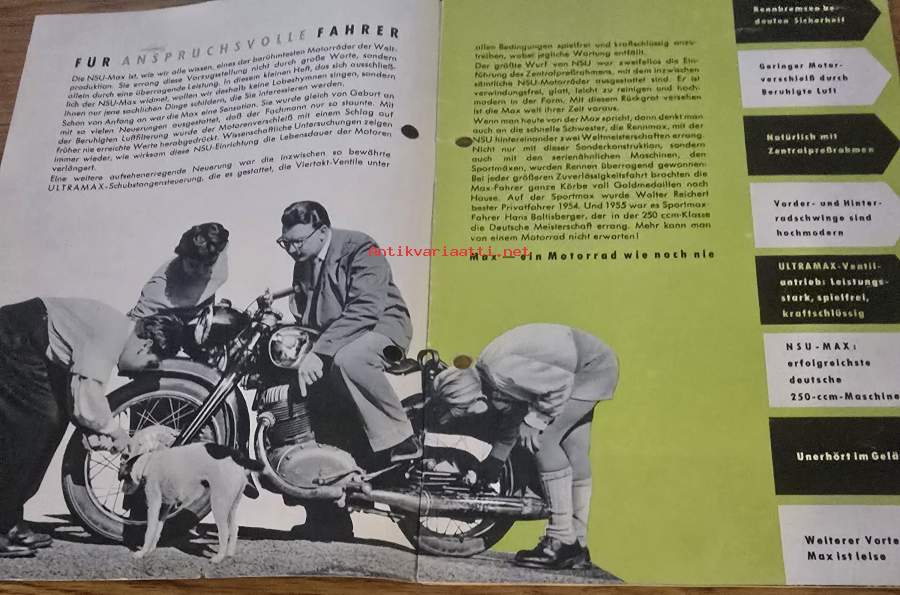 FÜR ANSPRUCHSVOLLE FAHRER
Die NSU-Max ist, wie wir alle wissen, eines der berühmtesten Motorräder der Welt-
produktion. Sie errang diese Vorzugstellung nicht durch große Worte, sondern
allein durch eine überragende Leistung. In diesem kleinen Heft, das sich ausschließ-
lich der NSU-Max widmet, wollen wir deshalb keine Lobeshymnen singen, sondern
Ihnen nur jene sachlichen Dinge schildern, die Sie interessieren werden.
Schon von Anfang an war die Max eine Sensation. Sie wurde gleich von Geburt an
mit so vielen Neuerungen ausgestattet, daß der Fachmann nur so staunte. Mit
der Beruhigten Luftfilterung wurde der Motorenverschleiß mit einem Schlag auf
früher nie erreichte Werte herabgedrückt. Wissenschaftliche Untersuchungen zeigen
immer wieder, wie wirksam diese NSU-Einrichtung die Lebensdauer der Motoren
verlängert.
Eine weitere aufsehenerregende Neuerung war die inzwischen so bewährte
ULTRAMAX-Schubstangensteuerung, die es gestattet, die Viertakt-Ventile unter
allen Bedingungen spielfrei und kraftschlüssig anzu-
treiben, wobei jegliche Wartung entfällt.
Der größte Wurf von NSU war zweifellos die Ein-
führung des Zentralpreßrahmens, mit dem inzwischen
sämtliche NSU-Motorräder ausgestattet sind. Er ist
verwindungsfrei, glatt, leicht zu reinigen und hoch-
modern in der Form. Mit diesem Rückgrat versehen
ist die Max weit ihrer Zeit voraus.
Wenn man heute von der Max spricht, dann denkt man
auch an die schnelle Schwester, die Rennmax, mit der
NSU hintereinander zwei Weltmeisterschaften errang.
Nicht nur mit dieser Sonderkonstruktion, sondern
auch mit den serienähnlichen Maschinen, den
Sportmaxen, wurden Rennen überragend gewonnen.
Bei jeder größeren Zuverlässigkeitsfahrt brachten die
Max-Fahrer ganze Körbe voll Goldmedaillen nach
Hause. Auf der Sportmax wurde Walter Reichert
bester Privatfahrer 1954. Und 1955 war es Sportmax-
Fahrer Hans Baltisberger, der in der 250 ccm-Klasse
die Deutsche Meisterschaft errang. Mehr kann man
von einem Motorrad nicht erwarten!
Max — ein Motorrad wie noch nie
Antikvariaatti.net
Rennbremsen be-
deuten Sicherheit
Geringer Motor-
verschleiß durch
Beruhigte Luft
Natürlich mit
Zentralpreßrahmen
Vorder- und Hinter-
radschwinge sind
hochmodern
ULTRAMAX-Ventil-
antrieb: Leistungs-
stark, spielfrei,
kraftschlüssig
NSU-MAX:
erfolgreichste
deutsche
250-ccm-Maschine
Unerhört im Gelä
Weiterer Vorte
Max ist leise